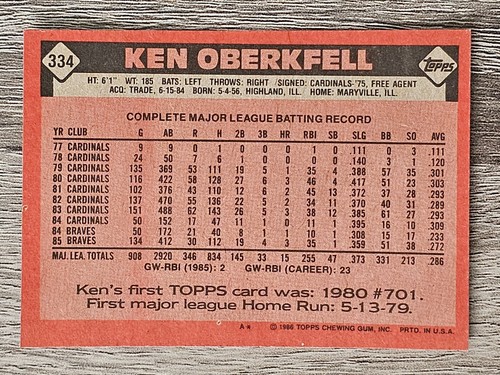 334
KEN OBERKFELL
Topps
HT: 6'1" WT: 185 BATS: LEFT THROWS: RIGHT SIGNED: CARDINALS-'75, FREE AGENT
ACQ: TRADE, 6-15-84 BORN: 5-4-56, HIGHLAND, ILL. HOME: MARYVILLE, ILL.
COMPLETE MAJOR LEAGUE BATTING RECORD
YR CLUB G AB R H 2B 3B HR RBI SB SLG BB SO AVG
77 CARDINALS 9 9 0 1 0 0 0 1 0 .111 0 3 .111
78 CARDINALS 24 50 7 6 1 0 0 0 0 .140 3 1 .120
79 CARDINALS 135 369 53 111 19 5 1 35 4 .388 57 35 .301
80 CARDINALS 116 422 58 128 27 6 3 46 4 .417 51 23 .303
81 CARDINALS 102 376 43 110 12 6 2 45 13 .372 37 28 .293
82 CARDINALS 137 470 55 136 22 5 2 34 11 .370 40 31 .289
83 CARDINALS 151 488 62 143 26 5 3 38 12 .385 61 27 .293
84 CARDINALS 50 152 17 47 11 1 0 11 1 .395 16 10 .309
84 BRAVES 50 172 21 40 8 1 1 10 1 .308 15 17 .233
85 BRAVES 134 412 30 112 19 4 3 35 1 .359 51 38 .272
MAJ. LEA. TOTALS 908 2920 346 834 145 33 15 255 47 .373 331 213 .286
GW-RBI (1985): 2 GW-RBI (CAREER): 23
Ken's first TOPPS card was: 1980 #701.
First major league Home Run: 5-13-79.
A* © 1986 TOPPS CHEWING GUM, INC. PRTD. IN U.S.A.